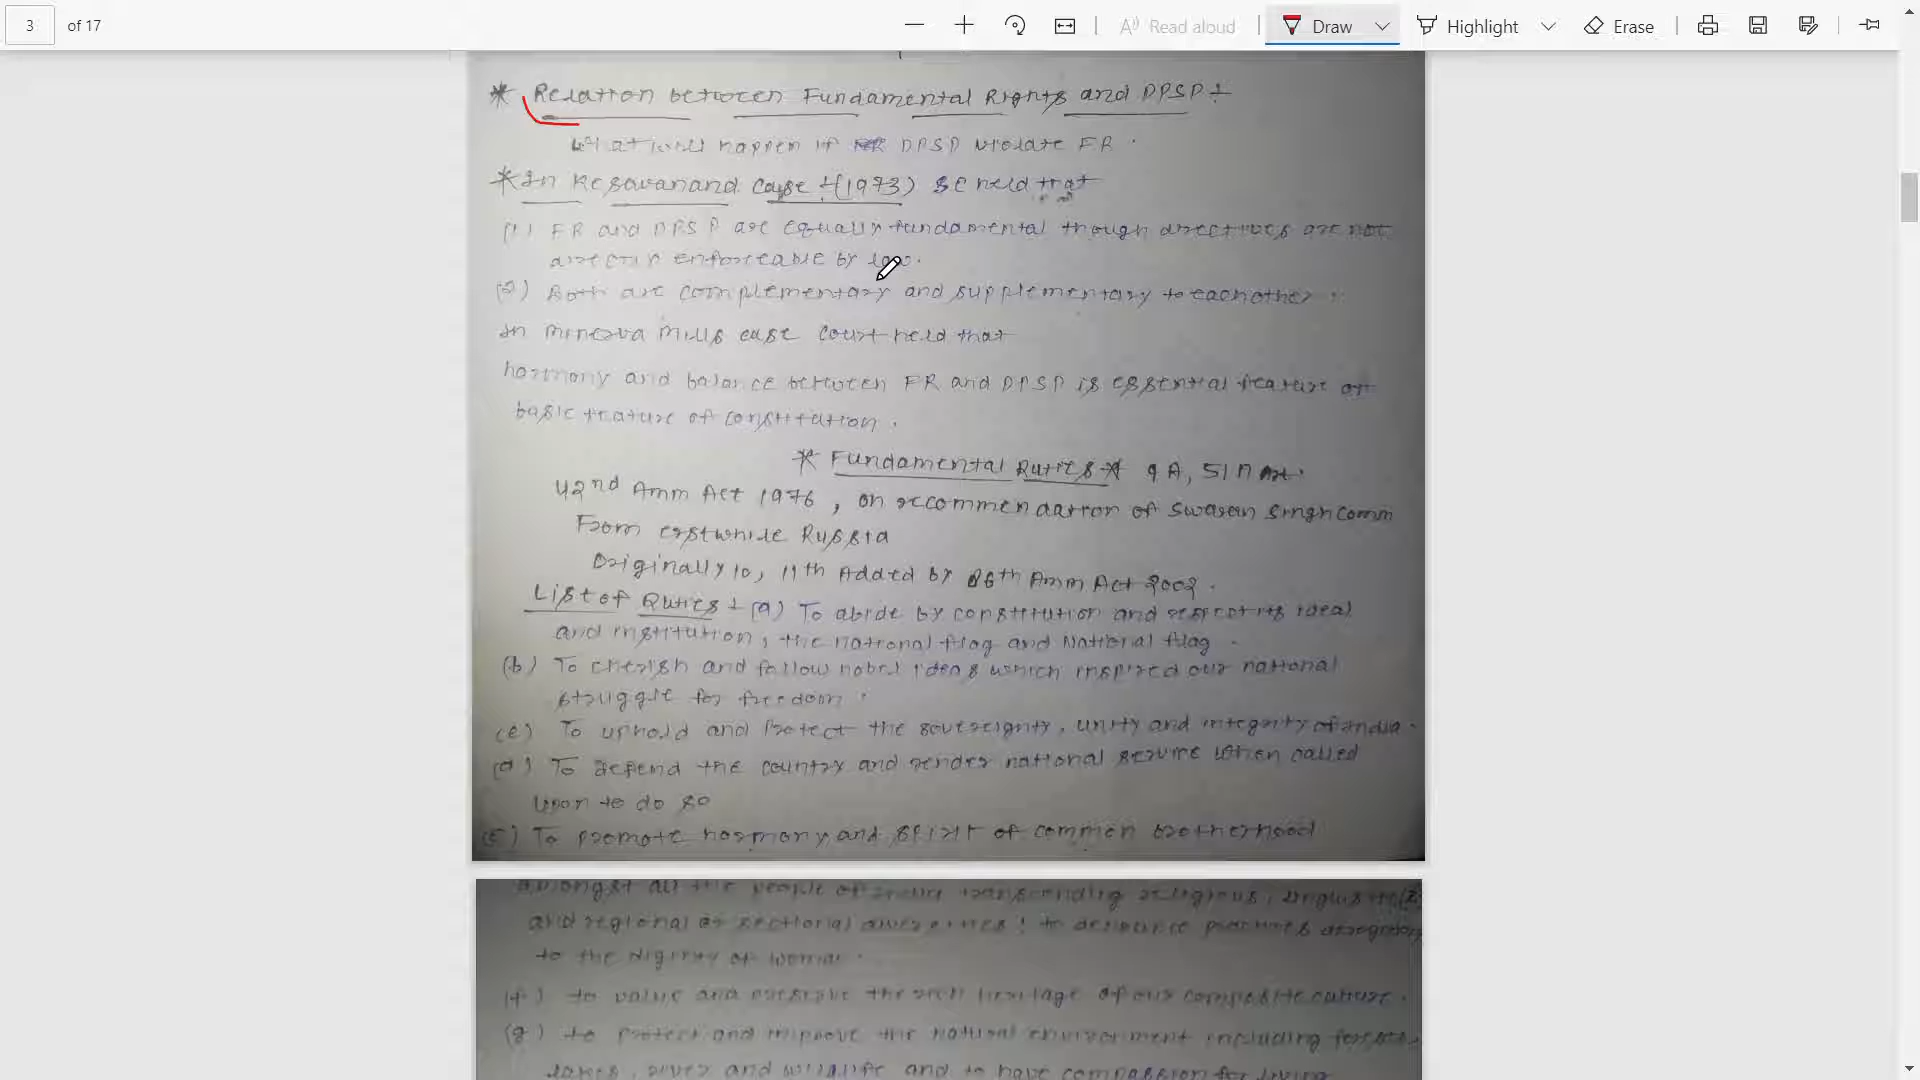 3 of 17 Read aloud Draw Highlight Erase
* Relation between Fundamental Rights and DPSP :-
What will happen if DPSP violate FR .
* In Kesavanand Case :- (1973) SC held that
(1) FR and DPSP are equally fundamental though directives are not
directly enforceable by law.
(2) Both are complementary and supplementary to each other .
In Minerva Mills case Court held that
harmony and balance between FR and DPSP is essential feature of
basic feature of constitution .
* Fundamental Duties * 51 A
42nd Amm Act 1976 , on recommendation of Swaran Singh Comm
From erstwhile Russia
Originally 10, 11th Added by 86th Amm Act 2002 .
List of Duties :- (a) To abide by constitution and respect its ideal
and institution, the national flag and National flag .
(b) To cherish and follow nobel ideas which inspired our national
struggle for freedom .
(c) To uphold and Protect the sovereignty, unity and integrity of India .
(d) To defend the country and render national service when called
upon to do so
(E) To promote harmony and spirit of common brotherhood
amongst all the people of India transcending religious, linguistic
and regional or sectional diversities ; to denounce practices derogatory
to the dignity of woman .
(f) to value and preserve the rich heritage of our composite culture .
(g) to protect and improve the natural environment including forests
lakes, river and wildlife and to have compassion for living